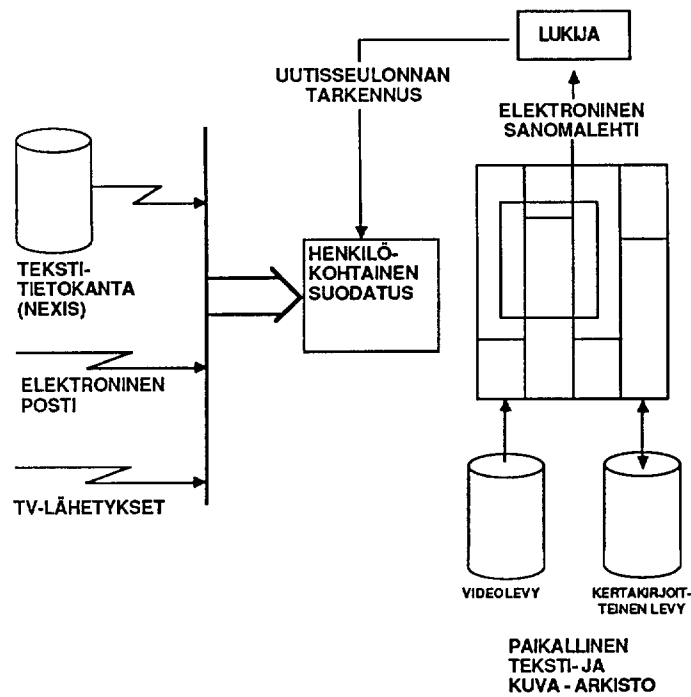 LUKIJA
UUTISSEULONNAN
TARKENNUS
ELEKTRONINEN
SANOMALEHTI
HENKILÖ-
KOHTAINEN
SUODATUS
TEKSTI-
TIETOKANTA
(NEXIS)
ELEKTRONINEN
POSTI
TV-LÄHETYKSET
VIDEOLEVY
KERTAKIRJOIT-
TEINEN LEVY
PAIKALLINEN
TEKSTI- JA
KUVA - ARKISTO